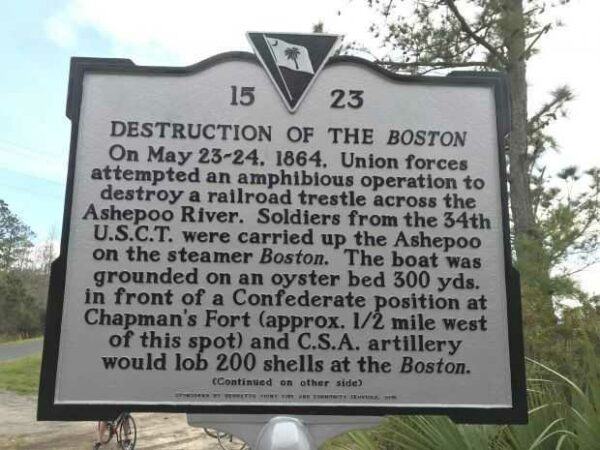 15 23
DESTRUCTION OF THE BOSTON
On May 23-24, 1864, Union forces
attempted an amphibious operation to
destroy a railroad trestle across the
Ashepoo River. Soldiers from the 34th
U.S.C.T. were carried up the Ashepoo
on the steamer Boston. The boat was
grounded on an oyster bed 300 yds.
in front of a Confederate position at
Chapman's Fort (approx. 1/2 mile west
of this spot) and C.S.A. artillery
would lob 200 shells at the Boston.
(Continued on other side)
SPONSORED BY